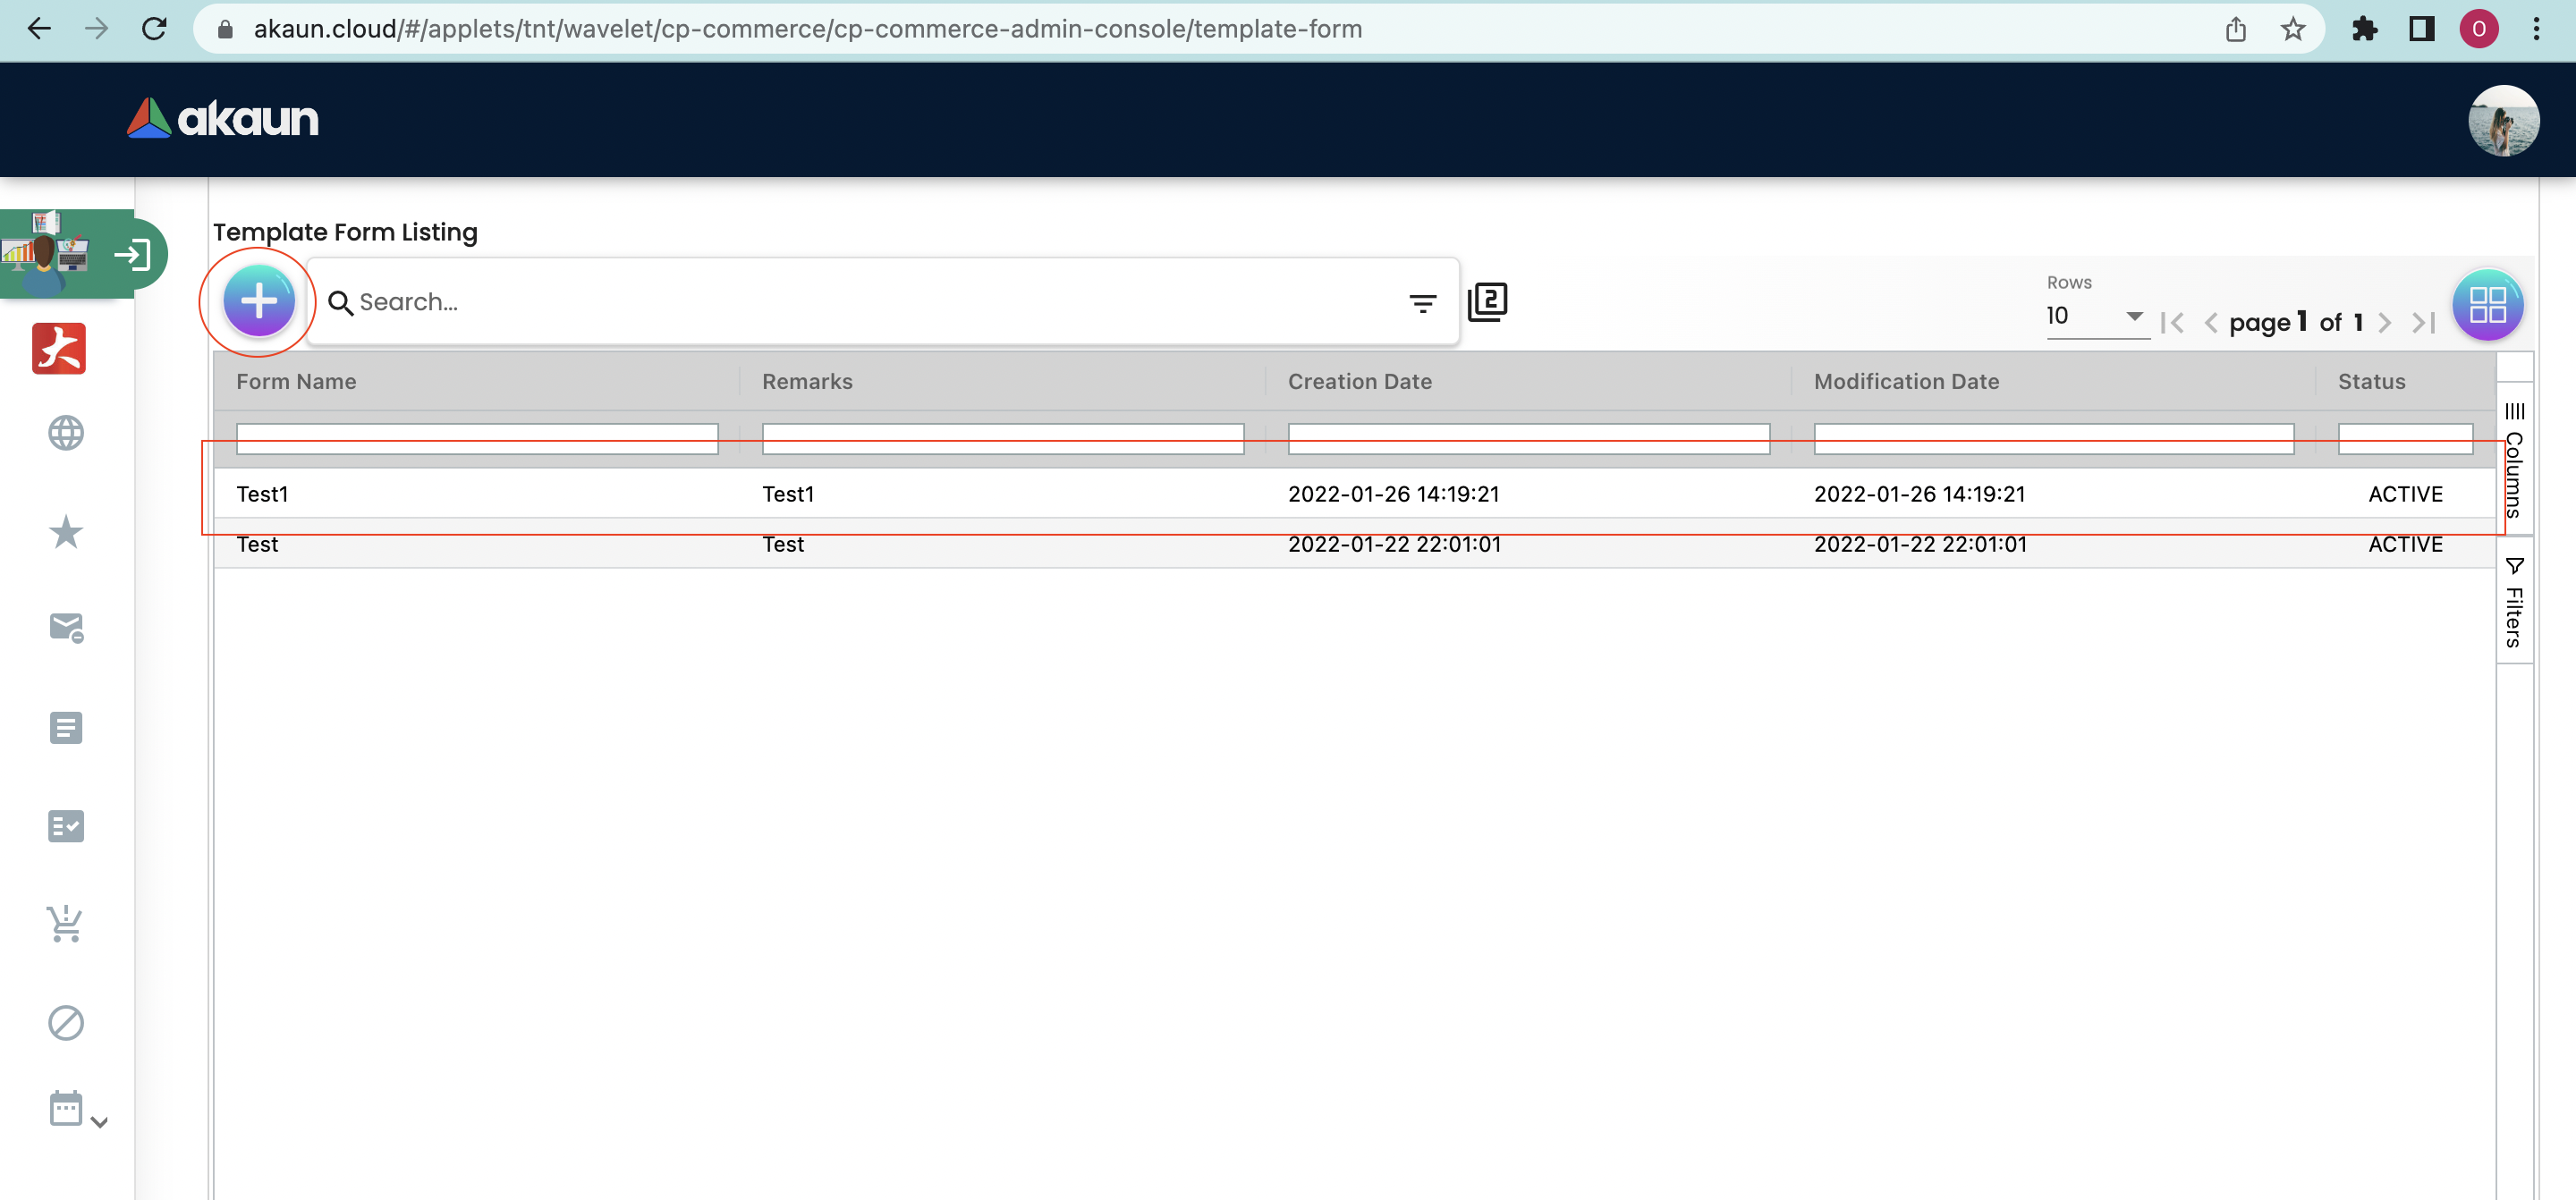 akaun.cloud/#/applets/tnt/wavelet/cp-commerce/cp-commerce-admin-console/template-form
O
akaun
Template Form Listing
Search...
2
Rows
10
page 1 of 1
Form Name Remarks Creation Date Modification Date Status
Test1 Test1 2022-01-26 14:19:21 2022-01-26 14:19:21 ACTIVE
Test Test 2022-01-22 22:01:01 2022-01-22 22:01:01 ACTIVE
Columns
Filters